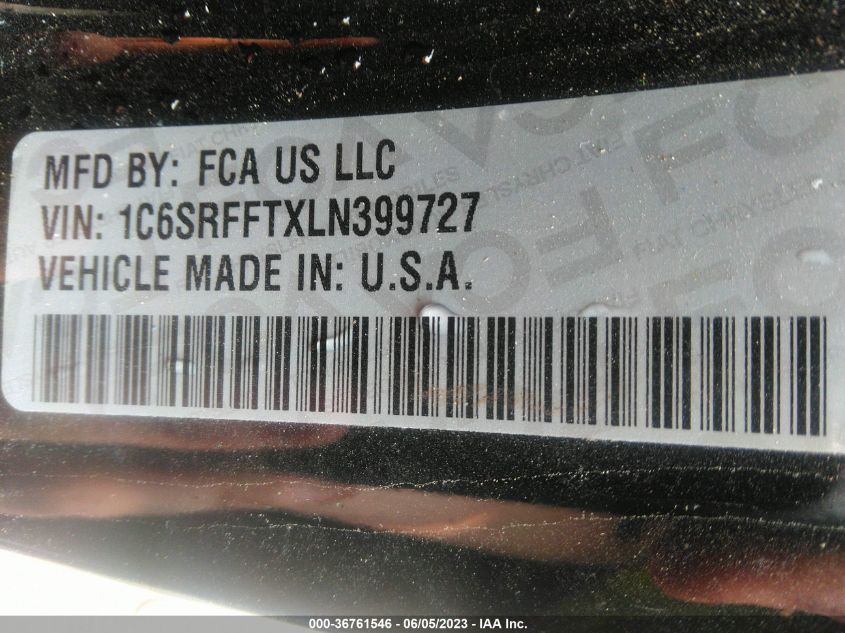 MFD BY: FCA US LLC
VIN: 1C6SRFFTXLN399727
VEHICLE MADE IN: U.S.A.
000-36761546 - 06/05/2023 - IAA Inc.